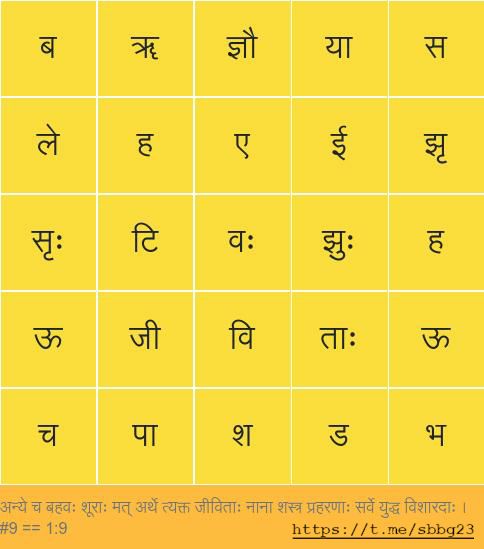 ब ॠ ज्ञौ या स
ले ह ए ई झृ
सृः टि वः झुः ह
ऊ जी वि ताः ऊ
च पा श ड भ
अन्ये च बहवः शूराः मत् अर्थे त्यक्त जीविताः नाना शस्त्र प्रहरणाः सर्वे युद्ध विशारदाः ।
#9 == 1:9 https://t.me/sbbg23